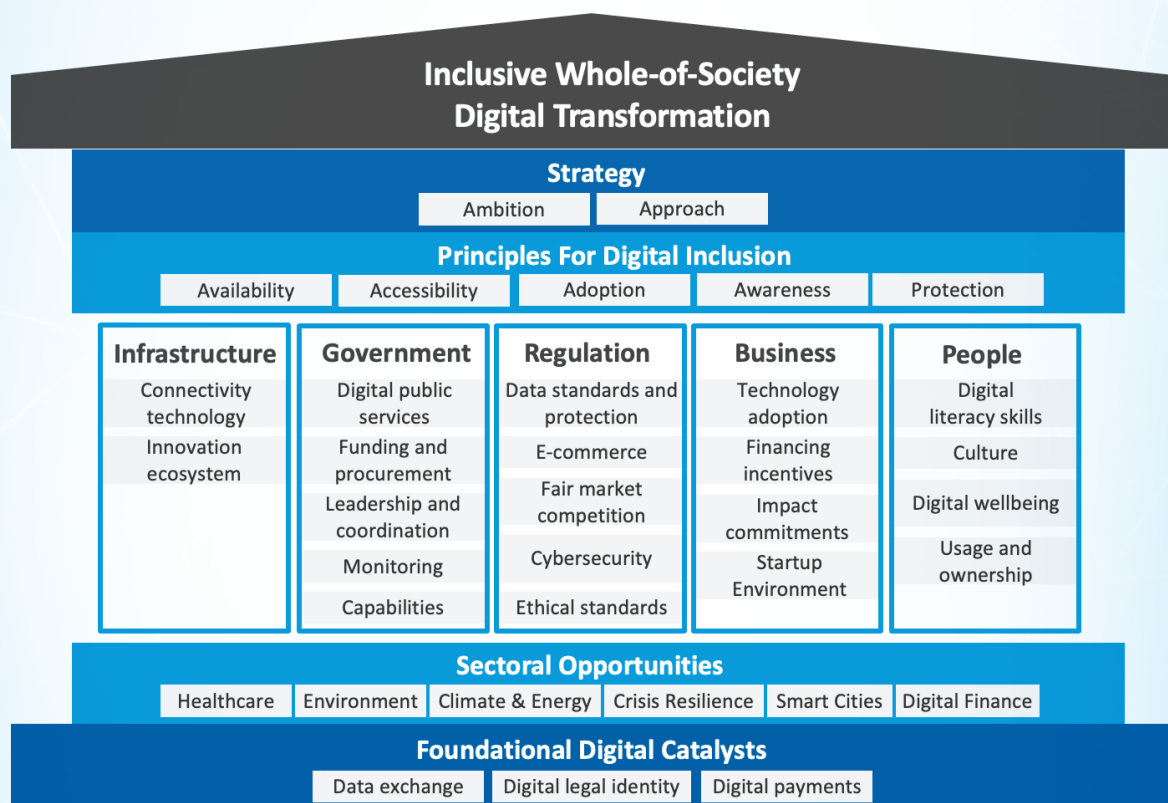 Inclusive Whole-of-Society
Digital Transformation
Strategy
Ambition
Approach
Principles For Digital Inclusion
Availability
Accessibility
Adoption
Awareness
Protection
Infrastructure
Connectivity
technology
Innovation
ecosystem
Government
Digital public
services
Funding and
procurement
Leadership and
coordination
Monitoring
Capabilities
Regulation
Data standards and
protection
E-commerce
Fair market
competition
Cybersecurity
Ethical standards
Business
Technology
adoption
Financing
incentives
Impact
commitments
Startup
Environment
People
Digital
literacy skills
Culture
Digital wellbeing
Usage and
ownership
Sectoral Opportunities
Healthcare
Environment
Climate & Energy
Crisis Resilience
Smart Cities
Digital Finance
Foundational Digital Catalysts
Data exchange
Digital legal identity
Digital payments